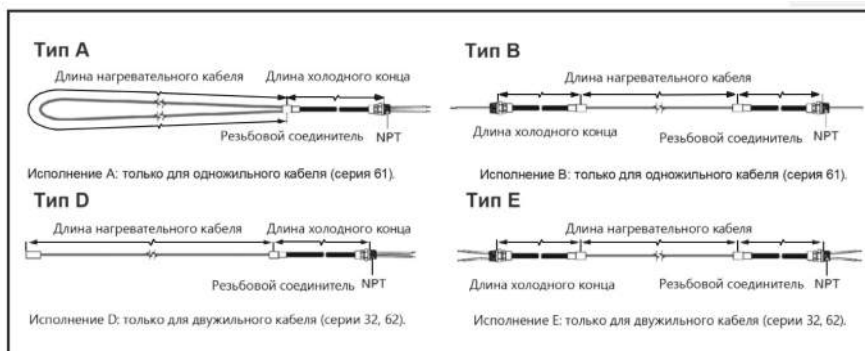 Тип A
Длина нагревательного кабеля Длина холодного конца
Резьбовой соединитель NPT
Исполнение A: только для одножильного кабеля (серия 61).
Тип B
Длина нагревательного кабеля
Длина холодного конца Резьбовой соединитель NPT
Исполнение B: только для одножильного кабеля (серия 61).
Тип D
Длина нагревательного кабеля Длина холодного конца
Резьбовой соединитель NPT
Исполнение D: только для двужильного кабеля (серии 32, 62).
Тип E
Длина нагревательного кабеля
Длина холодного конца Резьбовой соединитель NPT
Исполнение E: только для двужильного кабеля (серии 32, 62).